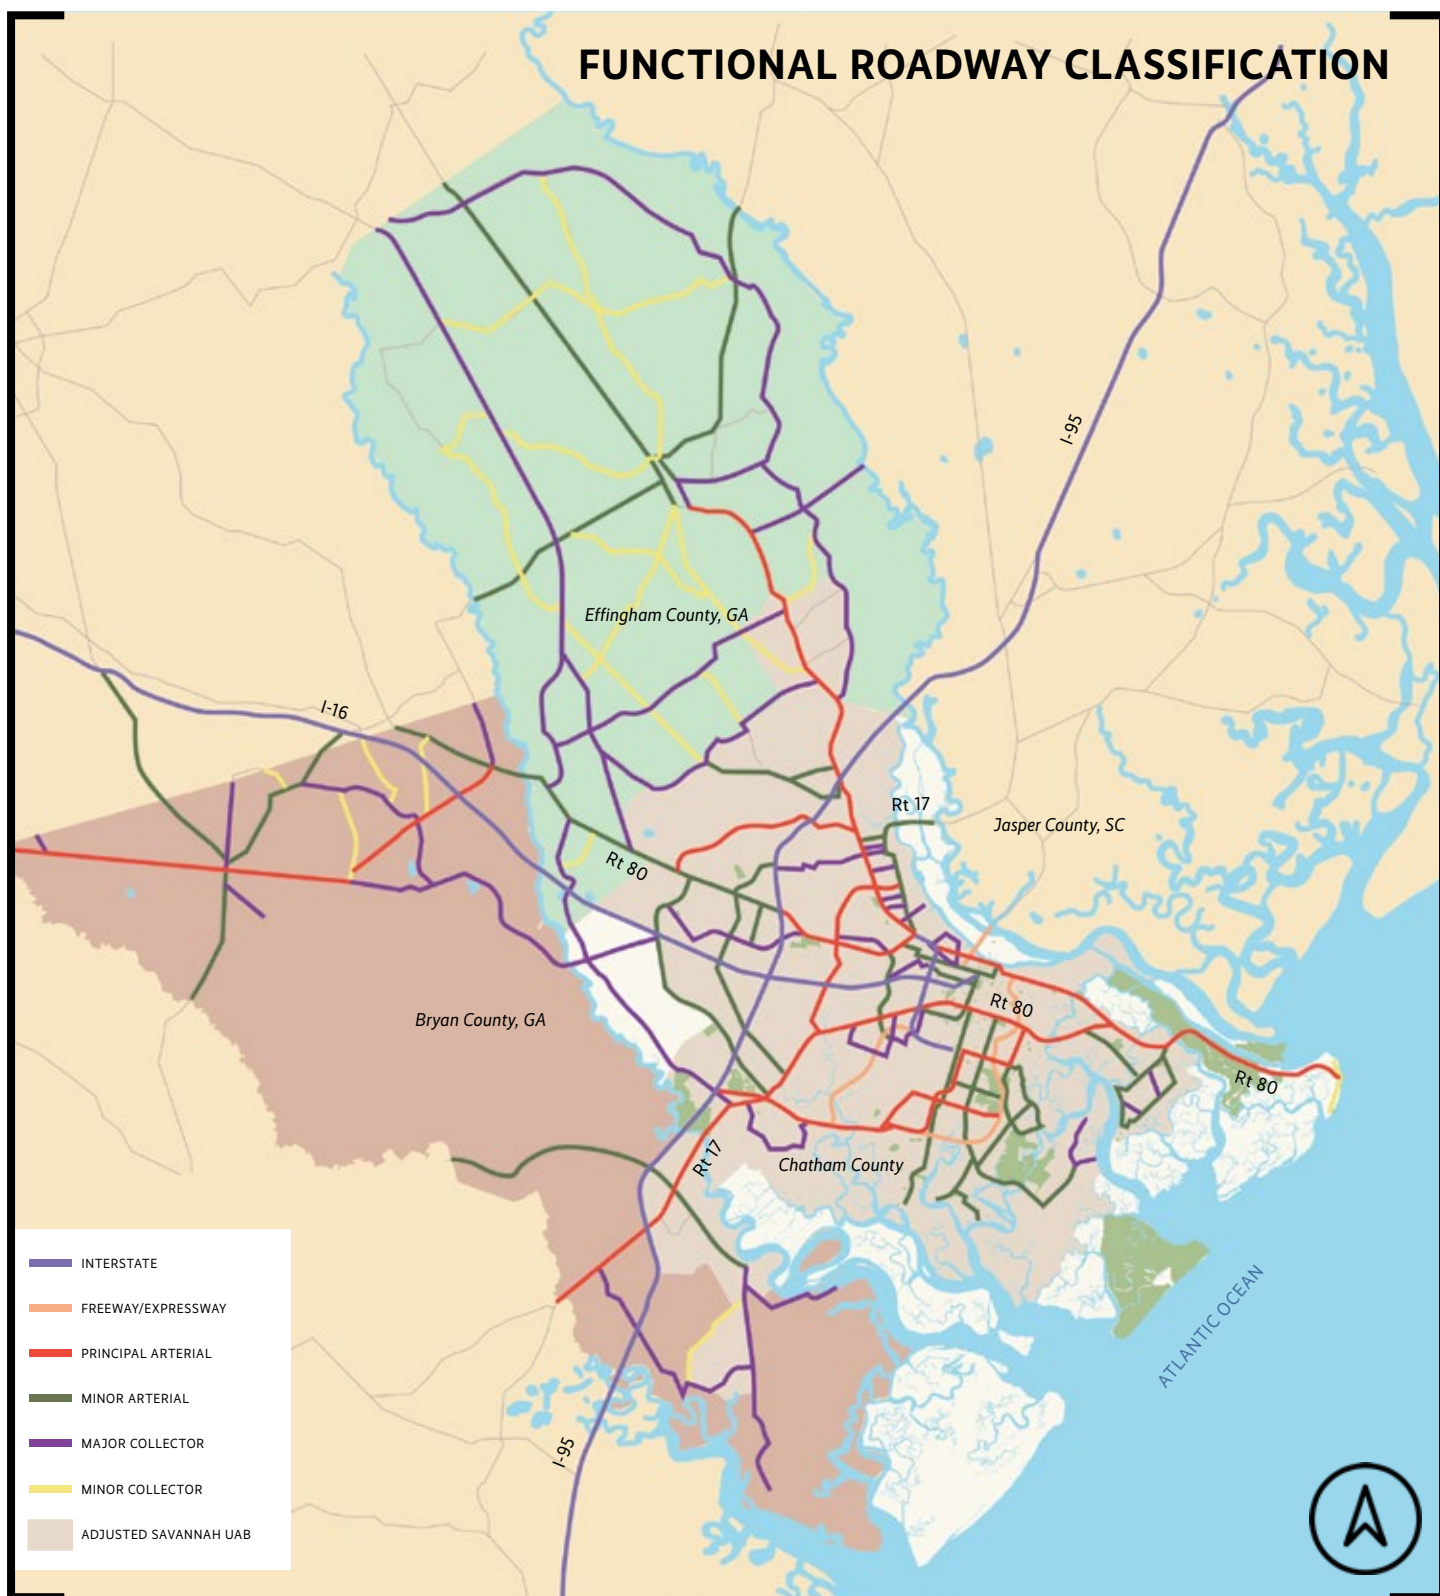 FUNCTIONAL ROADWAY CLASSIFICATION
I-95
Effingham County, GA
I-16
Rt 17
Jasper County, SC
Rt 80
Rt 80
Bryan County, GA
Rt 80
Rt 17
Chatham County
ATLANTIC OCEAN
I-95
INTERSTATE
FREEWAY/EXPRESSWAY
PRINCIPAL ARTERIAL
MINOR ARTERIAL
MAJOR COLLECTOR
MINOR COLLECTOR
ADJUSTED SAVANNAH UAB